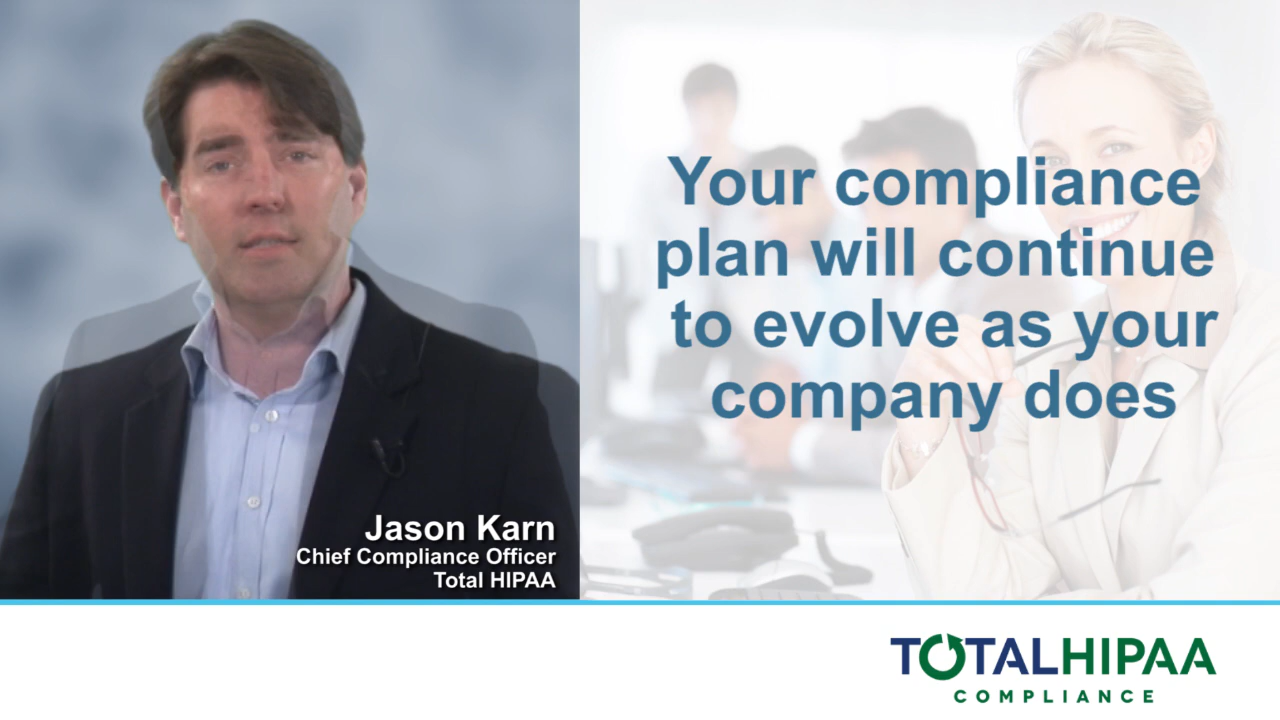 Your compliance
plan will continue
to evolve as your
company does
Jason Karn
Chief Compliance Officer
Total HIPAA
TOTALHIPAA
COMPLIANCE